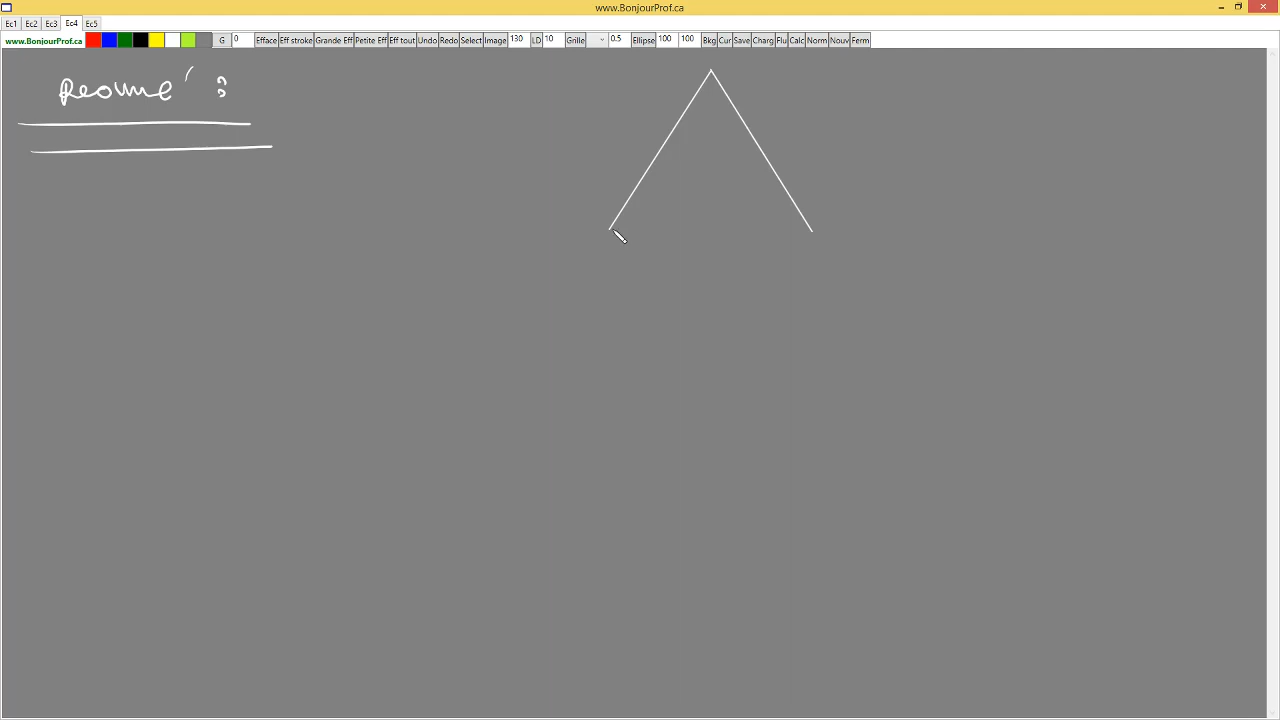 www.BonjourProf.ca
Ec1 Ec2 Ec3 Ec4 Ec5
www.BonjourProf.ca G 0 Efface Eff stroke Grande Eff Petite Eff Eff tout Undo Redo Select Image 130 LD 10 Grille 0.5 Ellipse 100 100 Bkg Cur Save Charg Flu Calc Norm Nouv Ferm
Resumé :